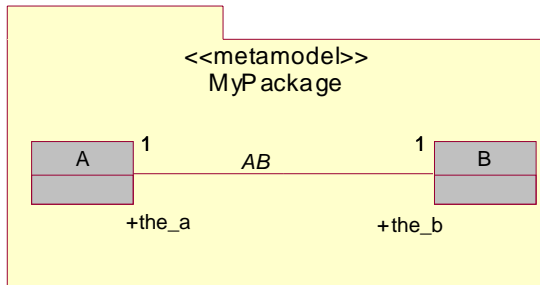 <<metamodel>>
MyPackage
A
1
AB
1
B
+the_a
+the_b